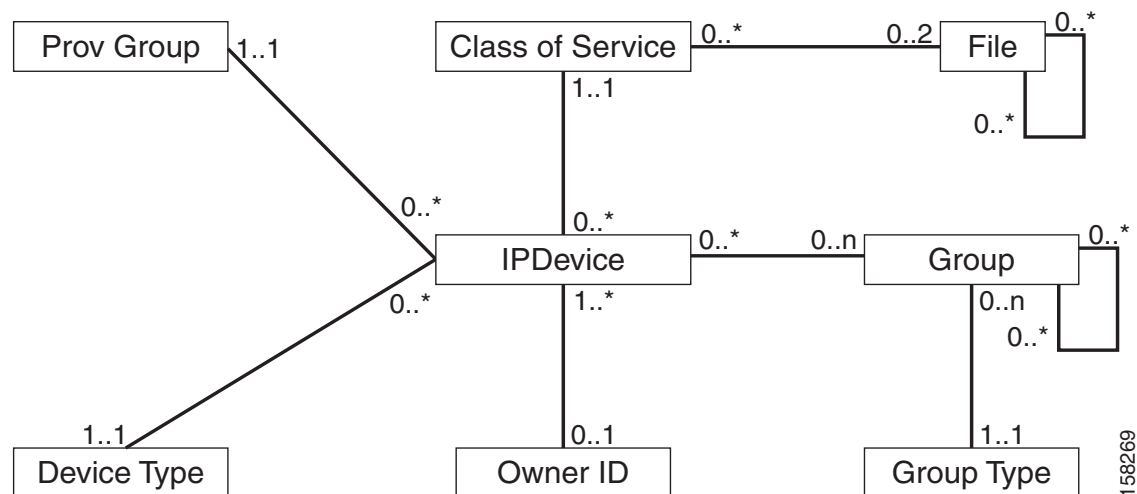 Prov Group
1..1
Class of Service
0..*
0..2
File
0..*
1..1
0..*
0..*
0..*
IPDevice
0..*
0..n
Group
0..*
0..*
0..*
1..*
0..n
0..*
1..1
0..1
1..1
Device Type
Owner ID
Group Type
158269